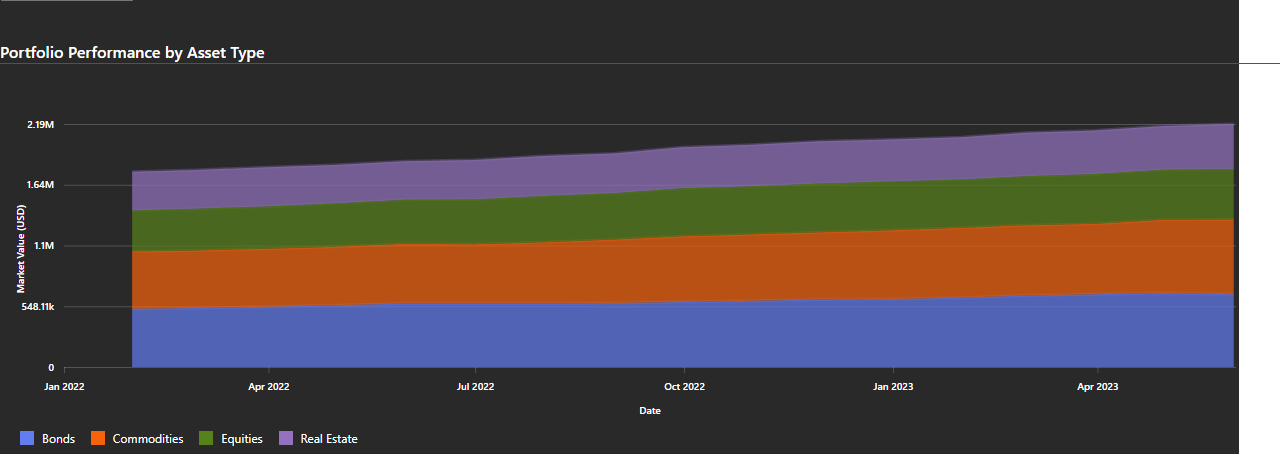 Portfolio Performance by Asset Type
2.19M
1.64M
1.1M
548.11k
0
Market Value (USD)
Jan 2022 Apr 2022 Jul 2022 Oct 2022 Jan 2023 Apr 2023
Date
Bonds Commodities Equities Real Estate